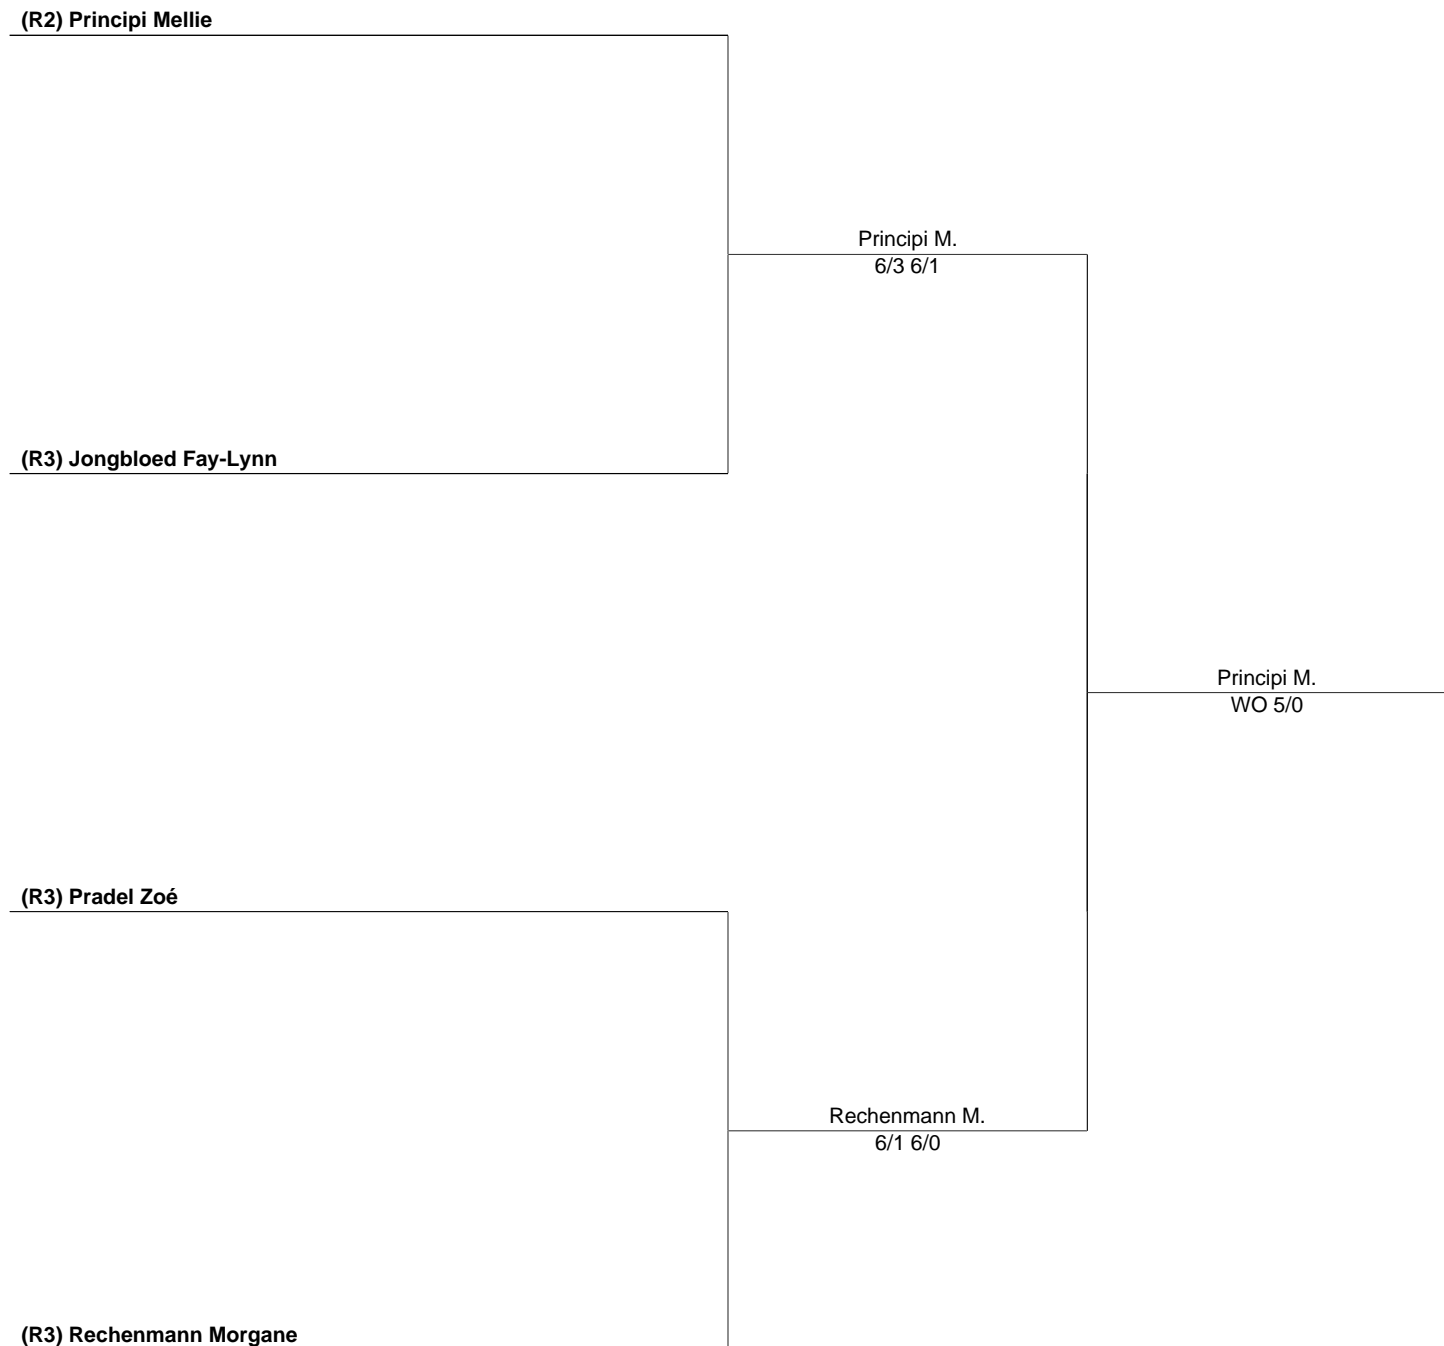 (R2) Principi Mellie
Principi M.
6/3 6/1
(R3) Jongbloed Fay-Lynn
Principi M.
WO 5/0
(R3) Pradel Zoé
Rechenmann M.
6/1 6/0
(R3) Rechenmann Morgane